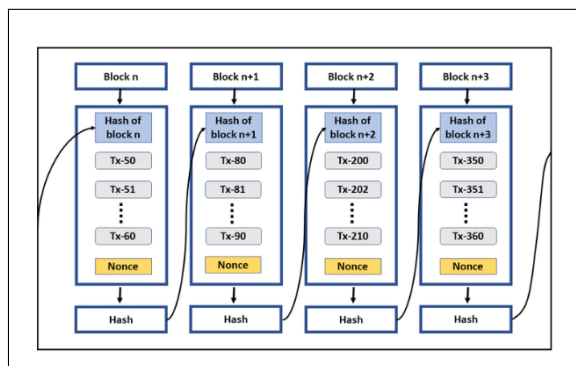 Block n
Block n+1
Block n+2
Block n+3
Hash of
block n
Hash of
block n+1
Hash of
block n+2
Hash of
block n+3
Tx-50
Tx-80
Tx-200
Tx-350
Tx-51
Tx-81
Tx-202
Tx-351
Tx-60
Tx-90
Tx-210
Tx-360
Nonce
Nonce
Nonce
Nonce
Hash
Hash
Hash
Hash